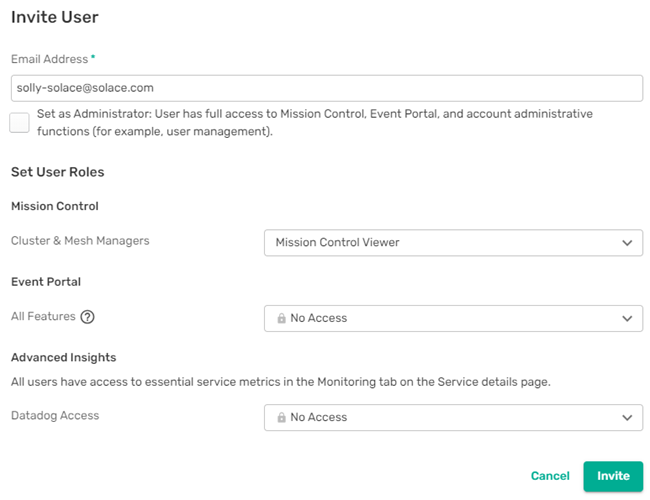 Invite User
Email Address *
solly-solace@solace.com
Set as Administrator: User has full access to Mission Control, Event Portal, and account administrative
functions (for example, user management).
Set User Roles
Mission Control
Cluster & Mesh Managers
Mission Control Viewer
Event Portal
All Features ?
No Access
Advanced Insights
All users have access to essential service metrics in the Monitoring tab on the Service details page.
Datadog Access
No Access
Cancel
Invite